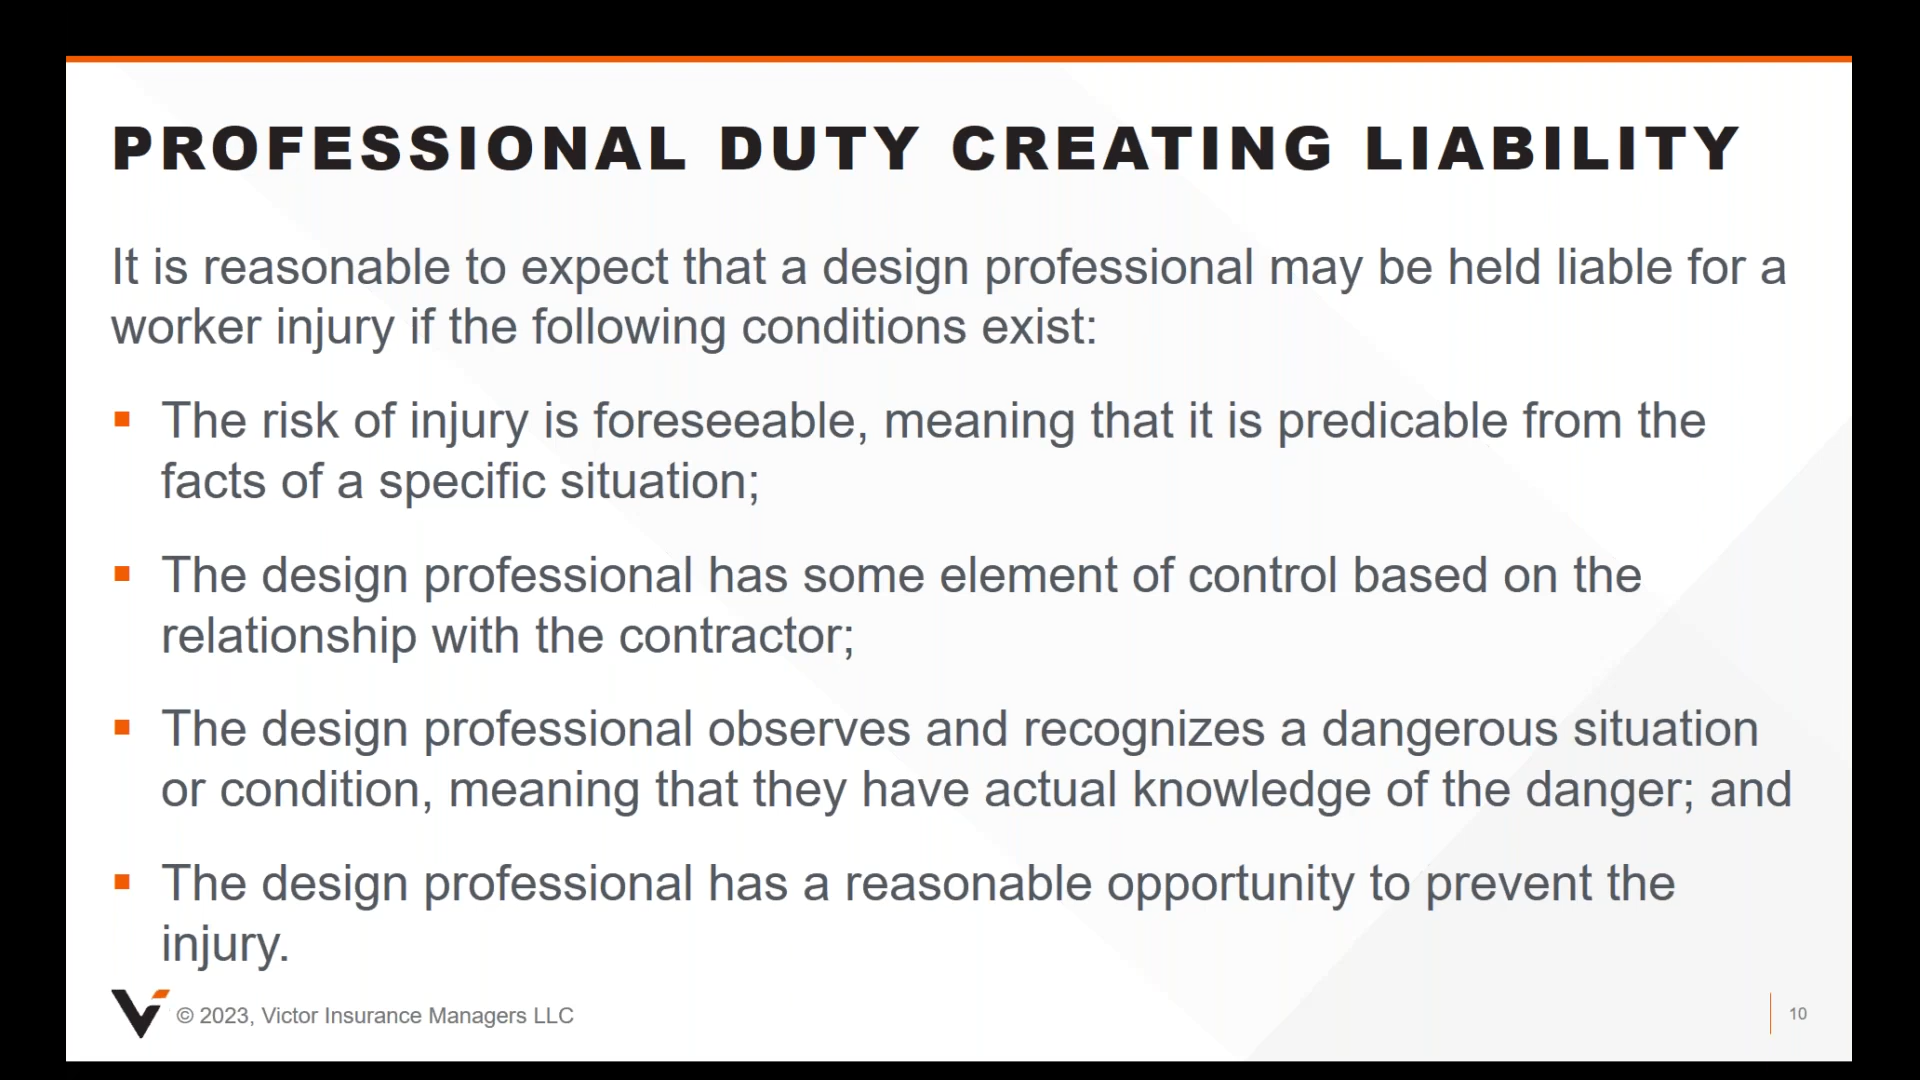 PROFESSIONAL DUTY CREATING LIABILITY
It is reasonable to expect that a design professional may be held liable for a
worker injury if the following conditions exist:
▪ The risk of injury is foreseeable, meaning that it is predicable from the
facts of a specific situation;
▪ The design professional has some element of control based on the
relationship with the contractor;
▪ The design professional observes and recognizes a dangerous situation
or condition, meaning that they have actual knowledge of the danger; and
▪ The design professional has a reasonable opportunity to prevent the
injury.
© 2023, Victor Insurance Managers LLC
10